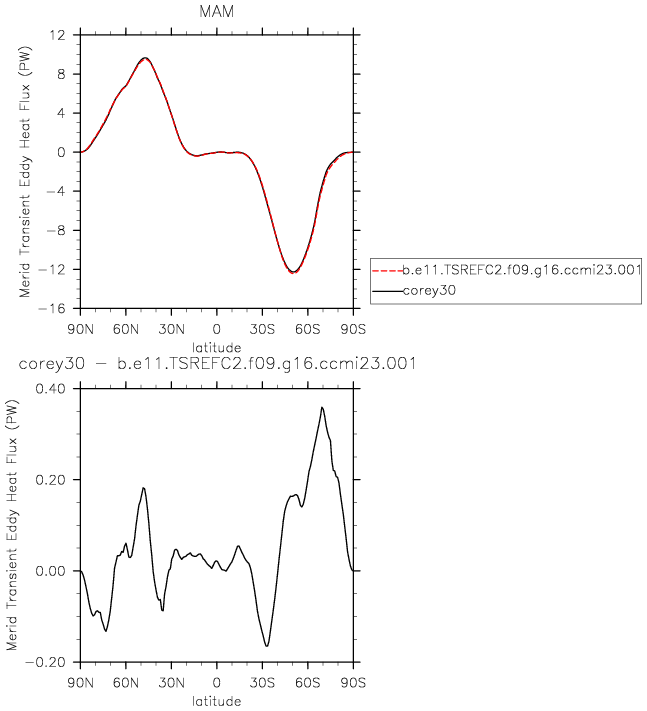 MAM
Merid Transient Eddy Heat Flux (PW)
12
8
4
0
−4
−8
−12
−16
90N 60N 30N 0 30S 60S 90S
latitude
b.e11.TSREFC2.f09.g16.ccmi23.001
corey30
corey30 − b.e11.TSREFC2.f09.g16.ccmi23.001
Merid Transient Eddy Heat Flux (PW)
0.40
0.20
0.00
−0.20
90N 60N 30N 0 30S 60S 90S
latitude